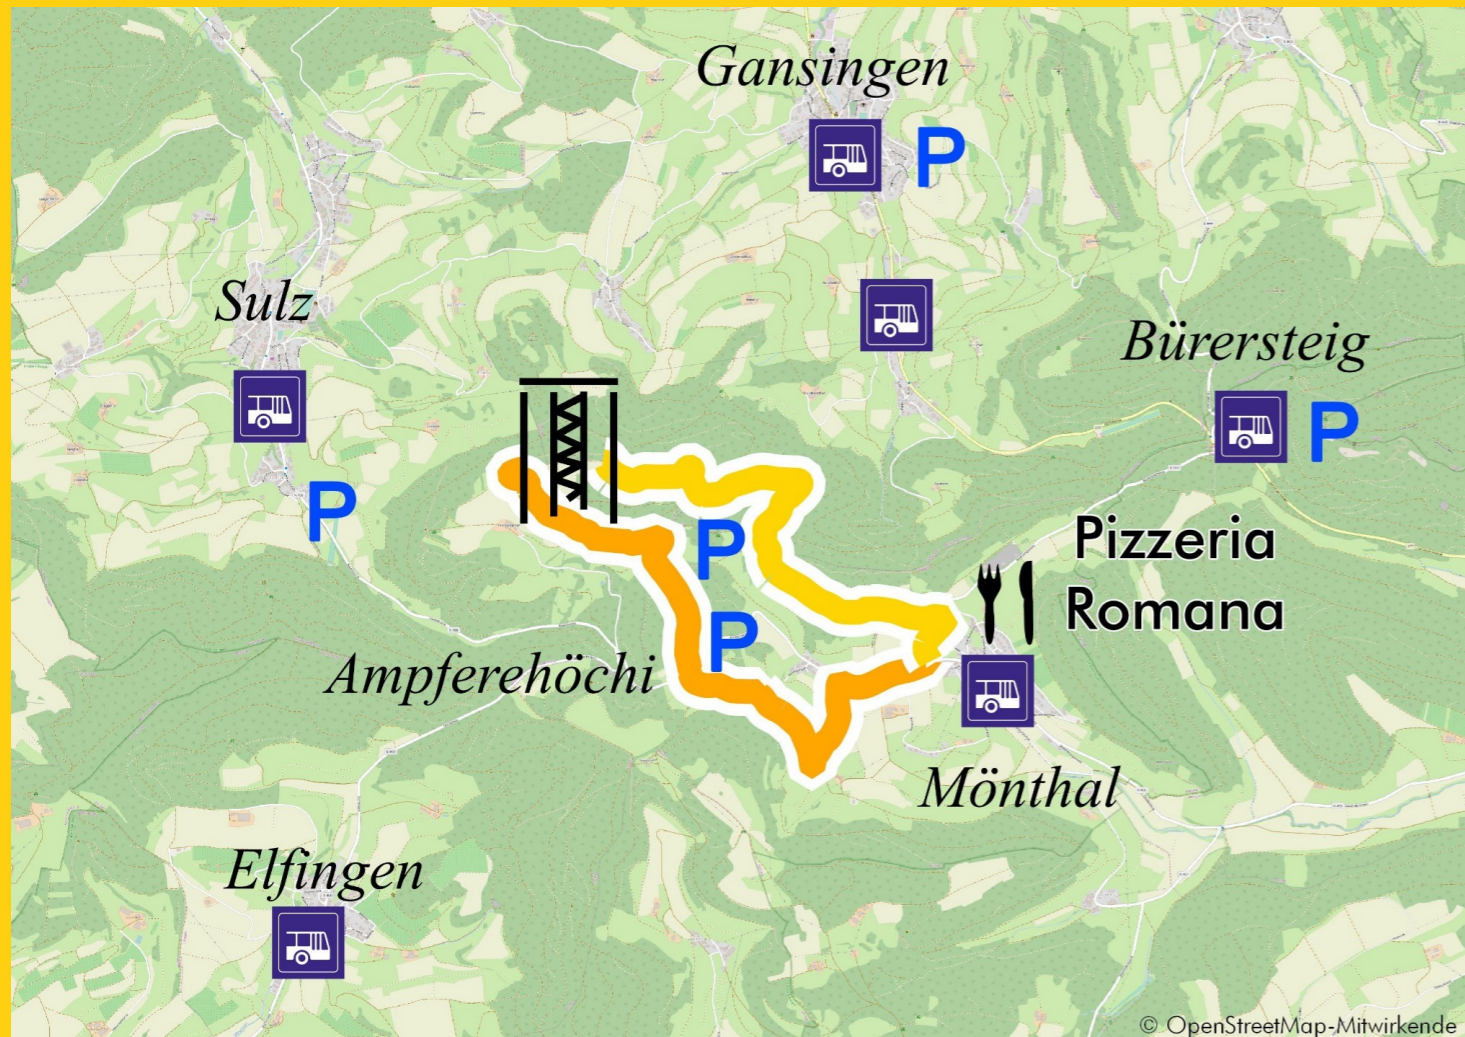 Gansingen
P
Sulz
Bürersteig
P
P
Pizzeria
Romana
P
P
Ampferehöchi
Mönthal
Elfingen
© OpenStreetMap-Mitwirkende